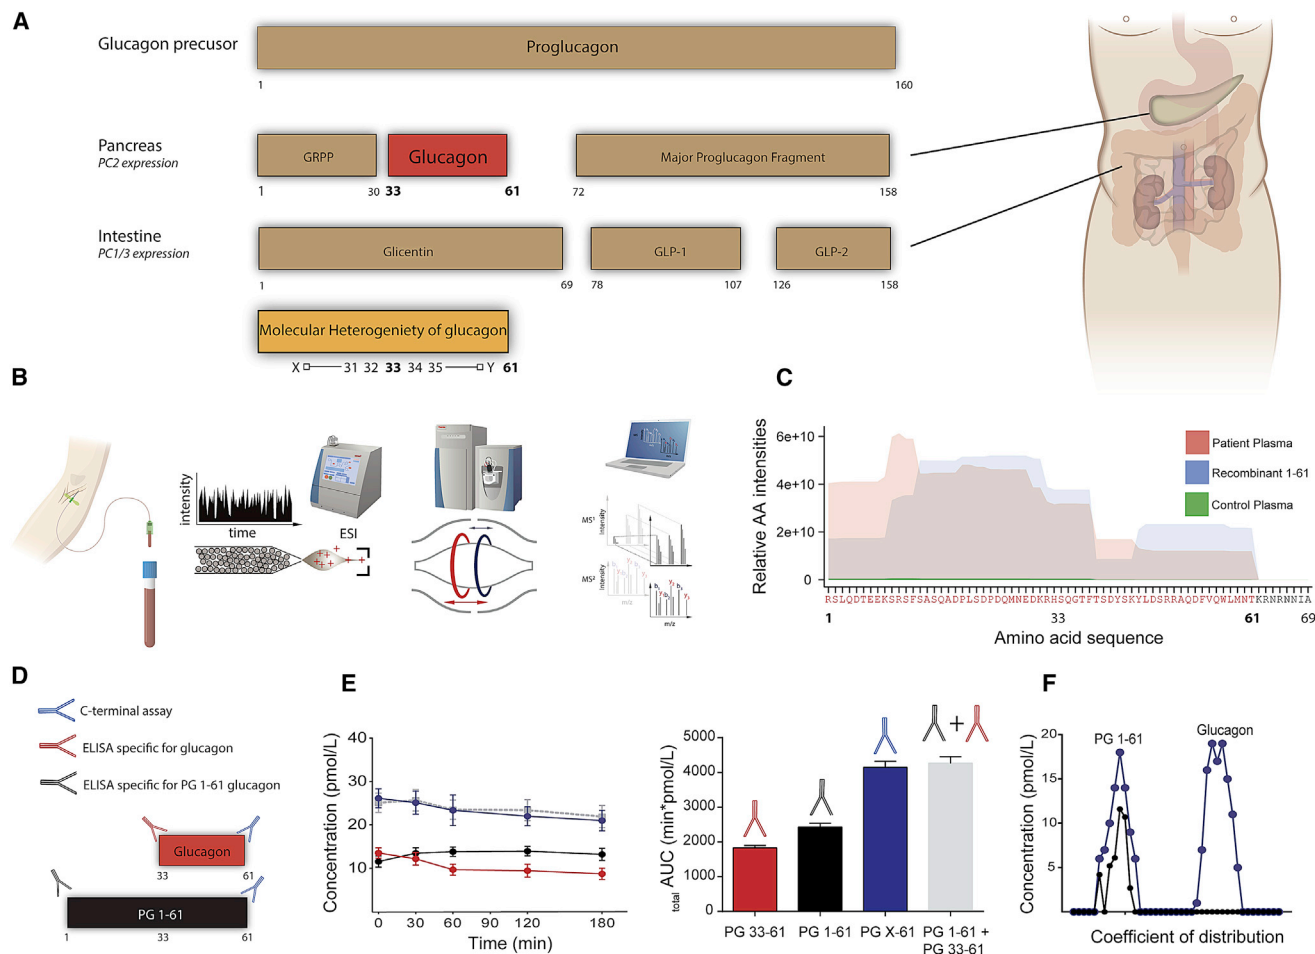 A
Glucagon precusor
Proglucagon
1 160
Pancreas
PC2 expression
GRPP
Glucagon
Major Proglucagon Fragment
1 30 33 61 72 158
Intestine
PC1/3 expression
Glicentin
GLP-1
GLP-2
1 69 78 107 126 158
Molecular Heterogeniety of glucagon
X 31 32 33 34 35 Y 61
B
intensity
time
ESI
MS¹
Intensity
MS²
Intensity
m/z
m/z
C
Relative AA intensities
6e+10
4e+10
2e+10
0
Patient Plasma
Recombinant 1-61
Control Plasma
RSLQDTEEKSRSFSASQADPLSDPDQMNEDKRHSQGTFTSDYSKYLDSRRAQDFVQWLMNTKRNRNNIA
1 33 61 69
Amino acid sequence
D
C-terminal assay
ELISA specific for glucagon
ELISA specific for PG 1-61 glucagon
Glucagon
33 61
PG 1-61
1 33 61
E
Concentration (pmol/L)
40
30
20
10
0 30 60 90 120 180
Time (min)
total AUC (min*pmol/L)
5000
4000
3000
2000
1000
0
+
PG 33-61 PG 1-61 PG X-61 PG 1-61 +
PG 33-61
F
Concentration (pmol/L)
20
15
10
5
PG 1-61
Glucagon
Coefficient of distribution